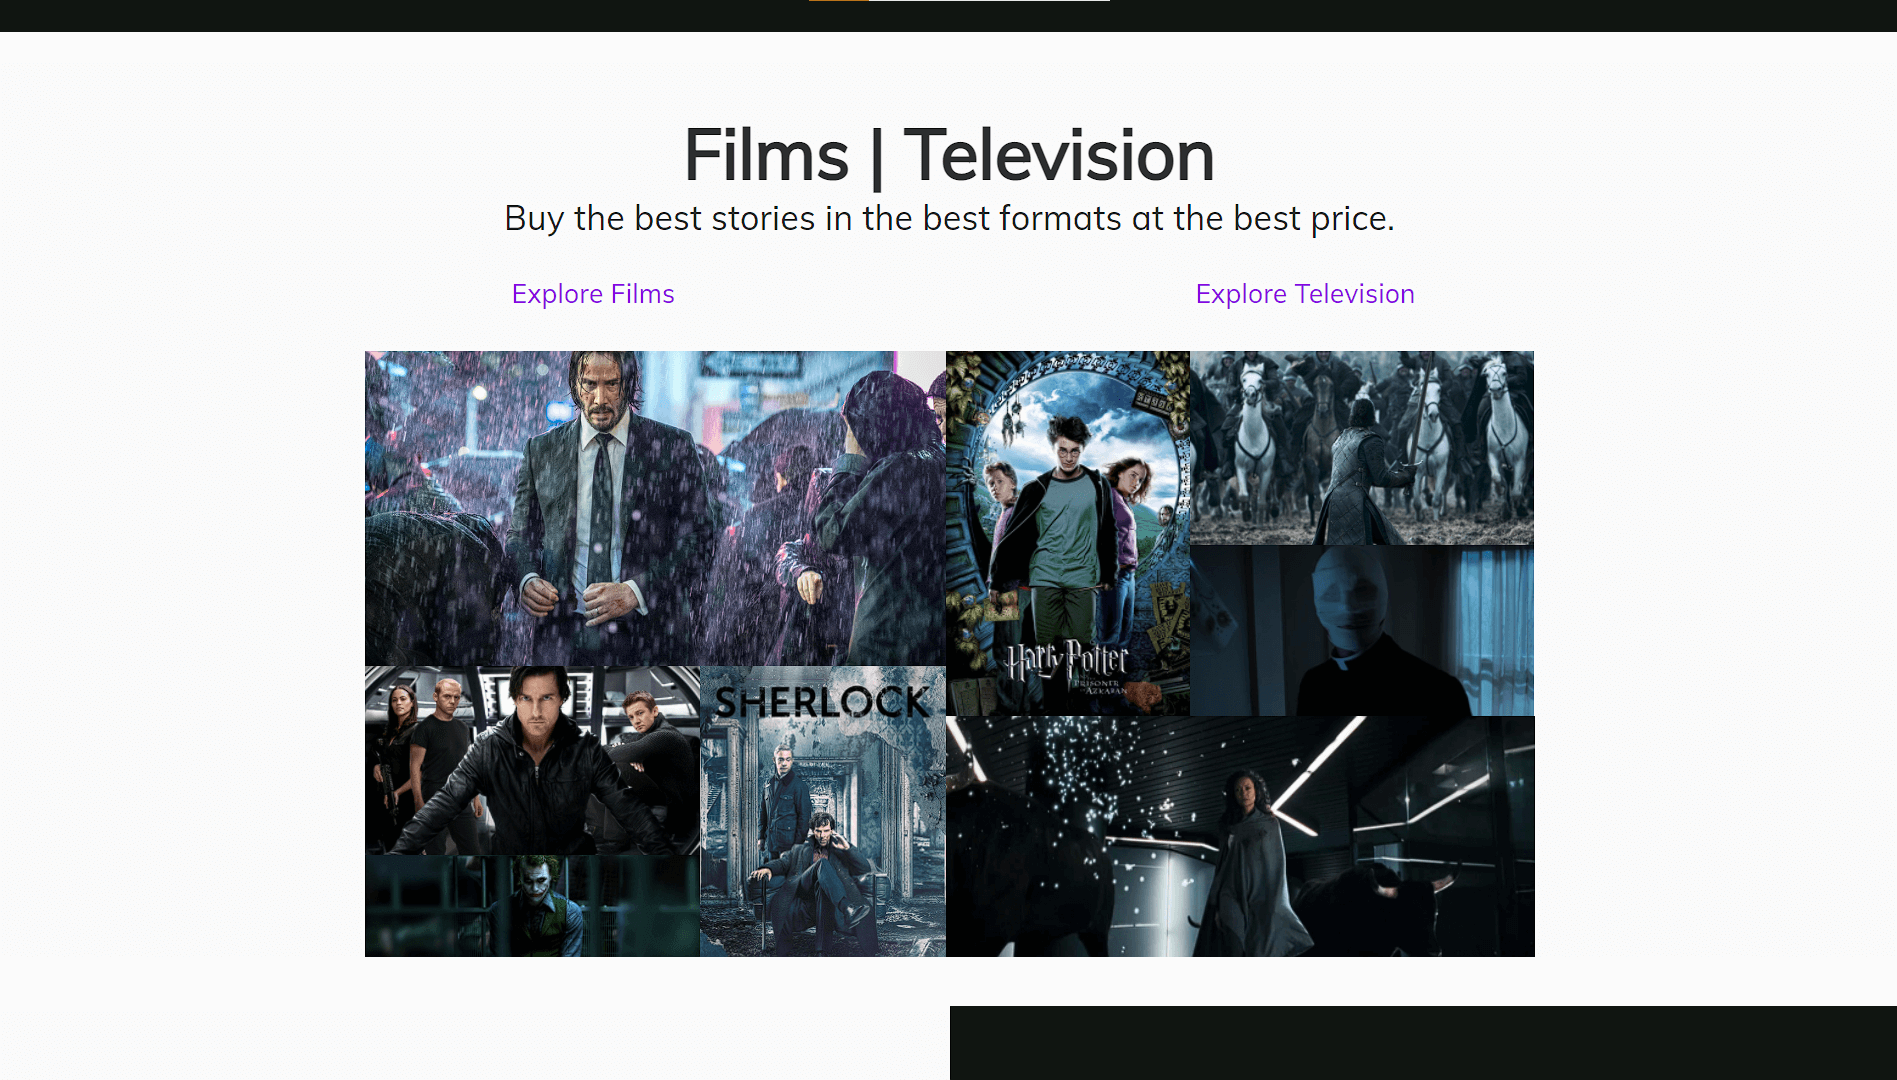 Films | Television
Buy the best stories in the best formats at the best price.
Explore Films
Explore Television
Harry Potter
PRISONER
AZKABAN
SHERLOCK